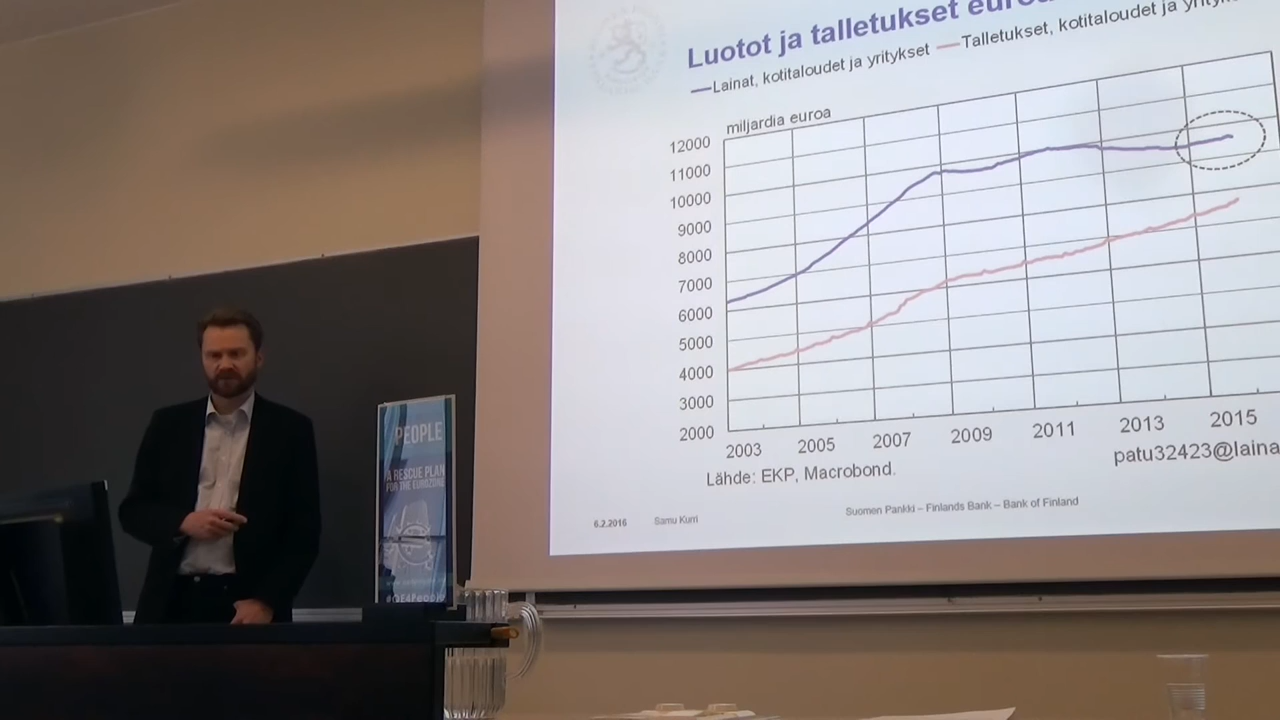 Luotot ja talletukset
Lainat, kotitaloudet ja yritykset Talletukset, kotitaloudet ja
miljardia euroa
12000
11000
10000
9000
8000
7000
6000
5000
4000
3000
2000
2003 2005 2007 2009 2011 2013 2015
patu32423@laina
Lähde: EKP, Macrobond.
6.2.2016 Samu Kurri Suomen Pankki – Finlands Bank – Bank of Finland
PEOPLE
A RESCUE PLAN
FOR THE EUROZONE
#QE4People